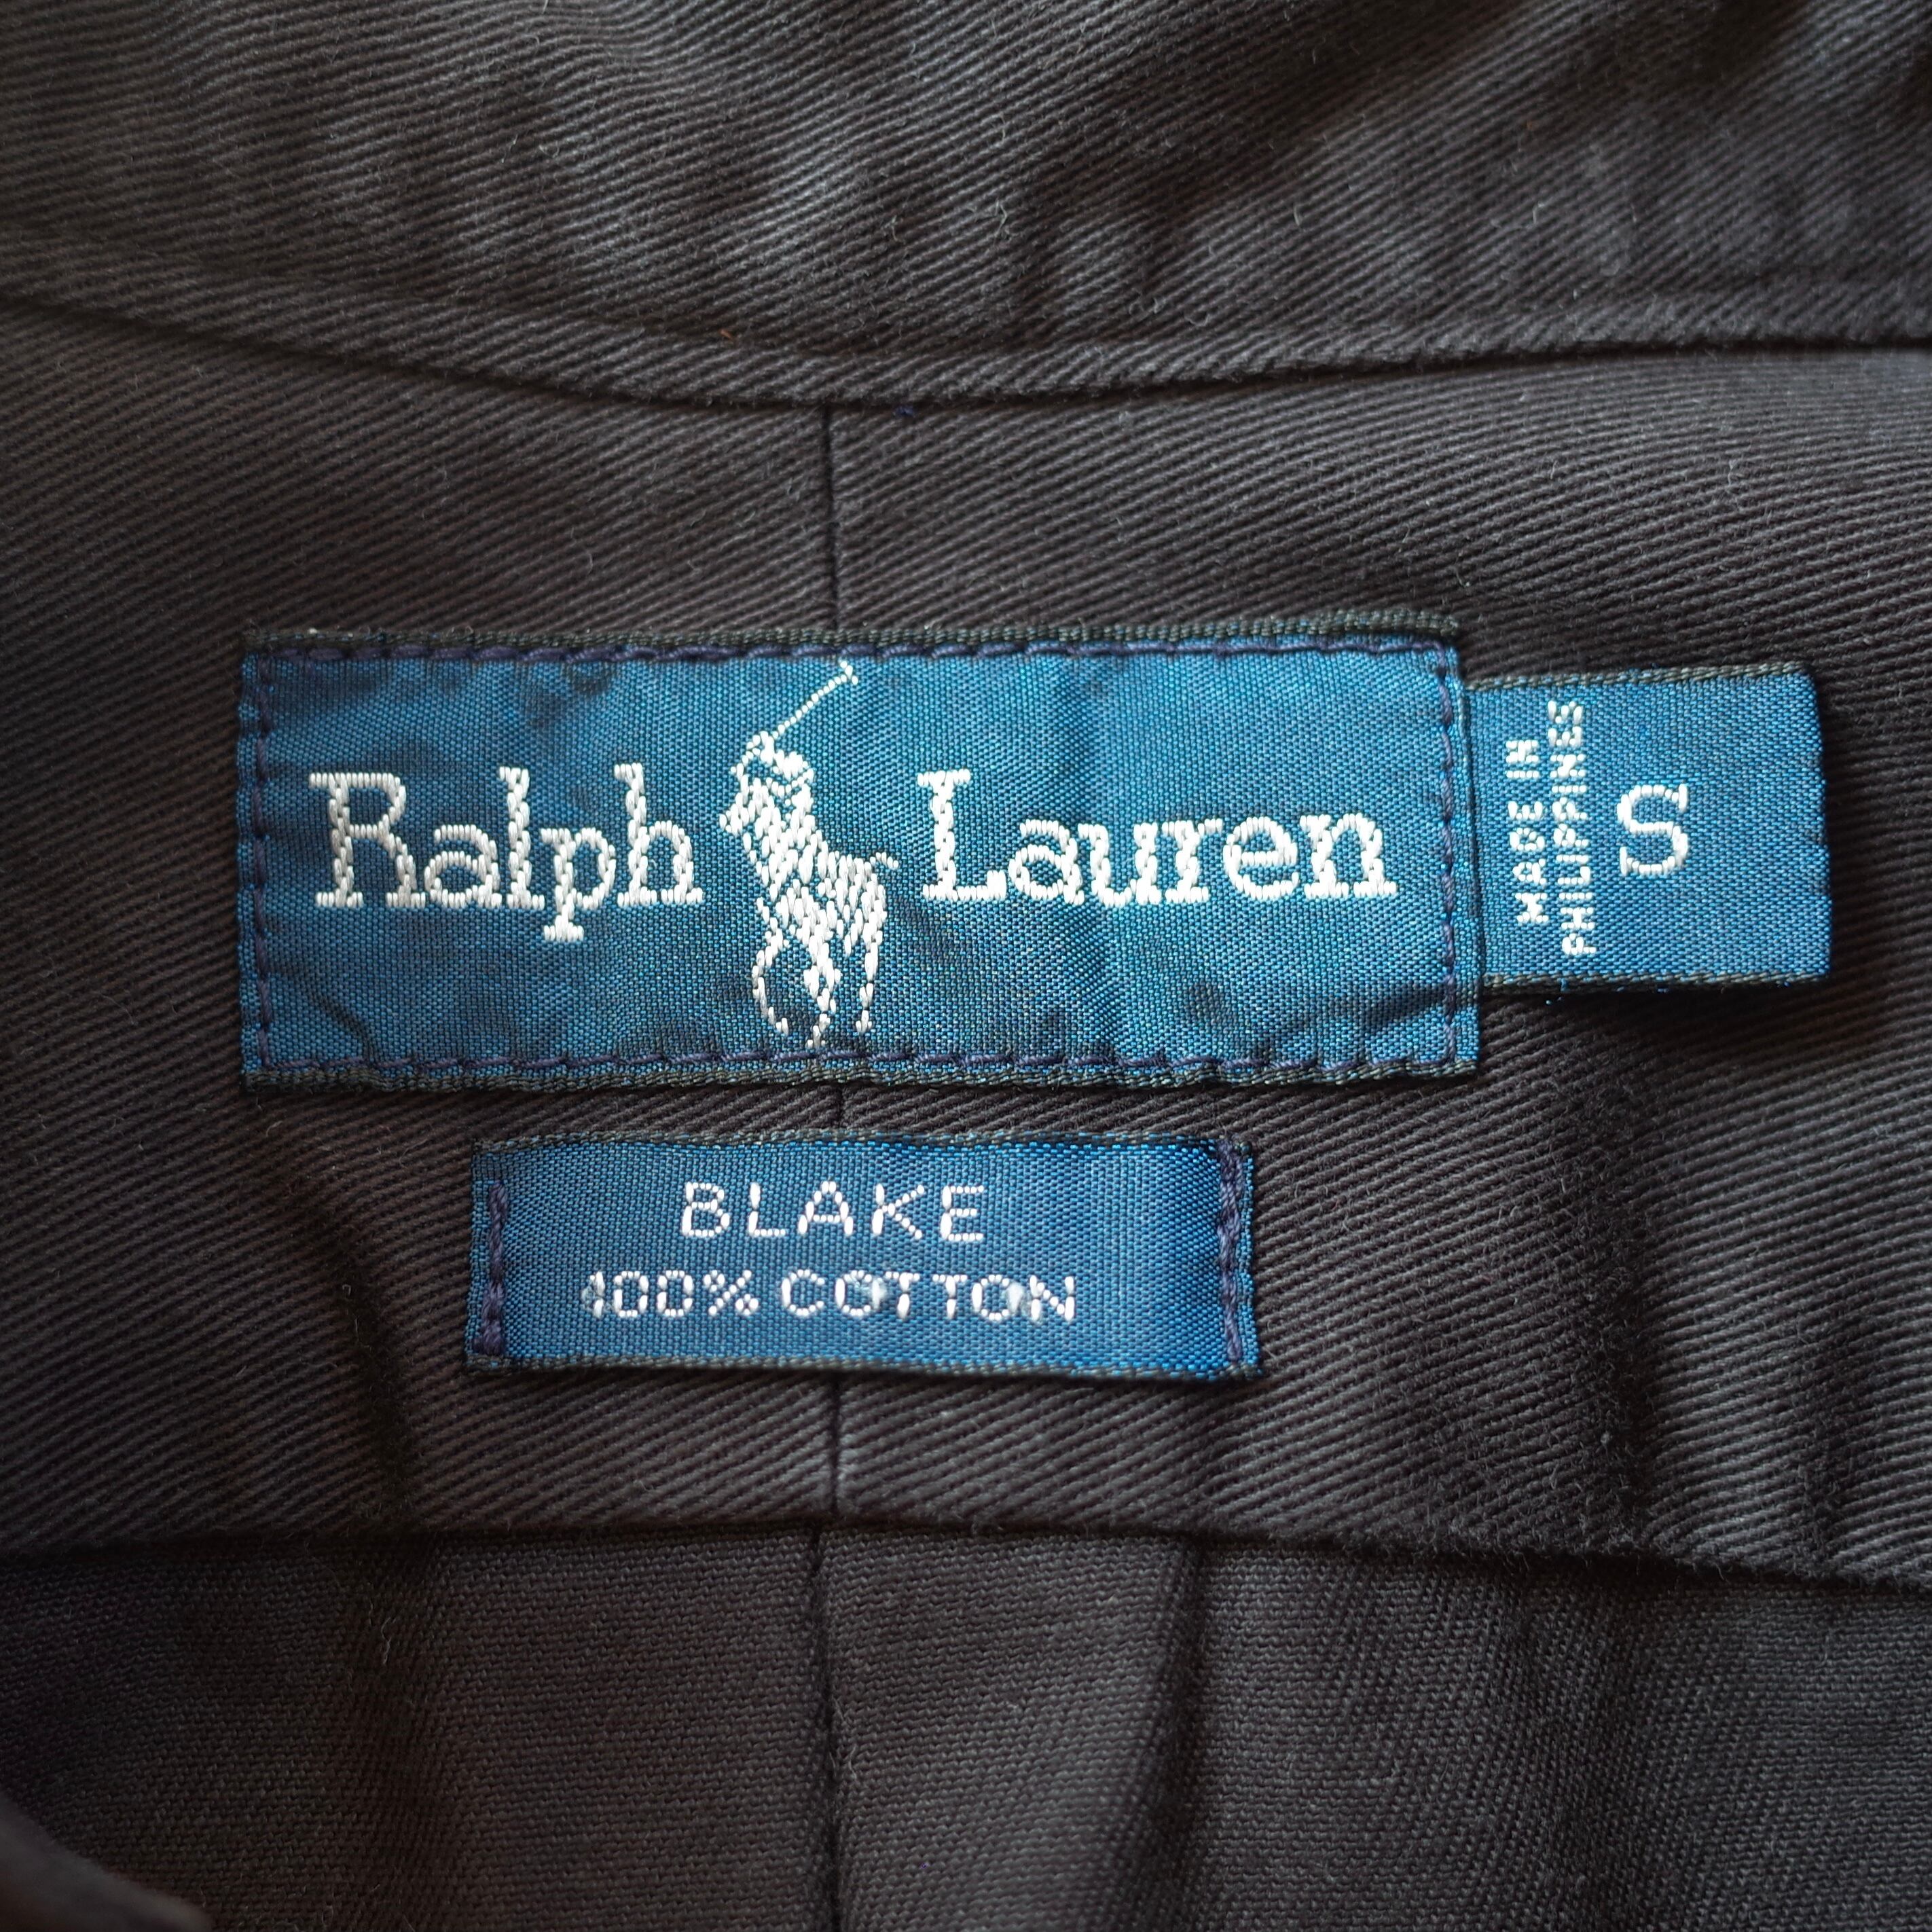 Ralph Lauren
MADE IN
PHILIPPINES
S
BLAKE
100% COTTON